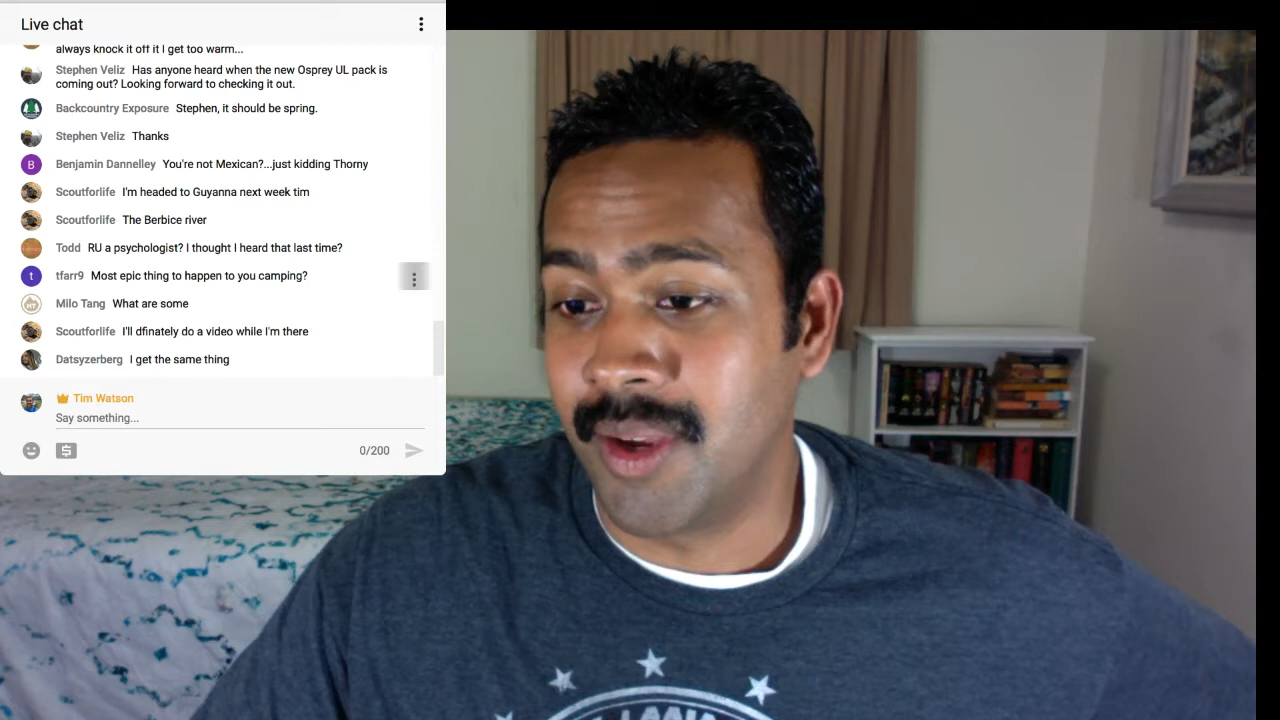 Live chat
always knock it off it I get too warm...
Stephen Veliz Has anyone heard when the new Osprey UL pack is
coming out? Looking forward to checking it out.
Backcountry Exposure Stephen, it should be spring.
Stephen Veliz Thanks
B Benjamin Dannelley You're not Mexican?...just kidding Thorny
Scoutforlife I'm headed to Guyanna next week tim
Scoutforlife The Berbice river
Todd RU a psychologist? I thought I heard that last time?
t tfarr9 Most epic thing to happen to you camping?
Milo Tang What are some
Scoutforlife I'll dfinately do a video while I'm there
Datsyzerberg I get the same thing
Tim Watson
Say something...
$ 0/200